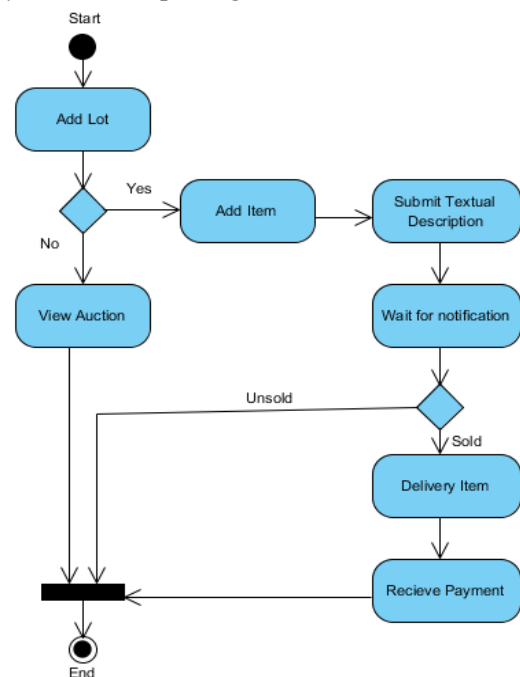 Start
Add Lot
Yes
Add Item
Submit Textual
Description
No
View Auction
Wait for notification
Unsold
Sold
Delivery Item
Recieve Payment
End